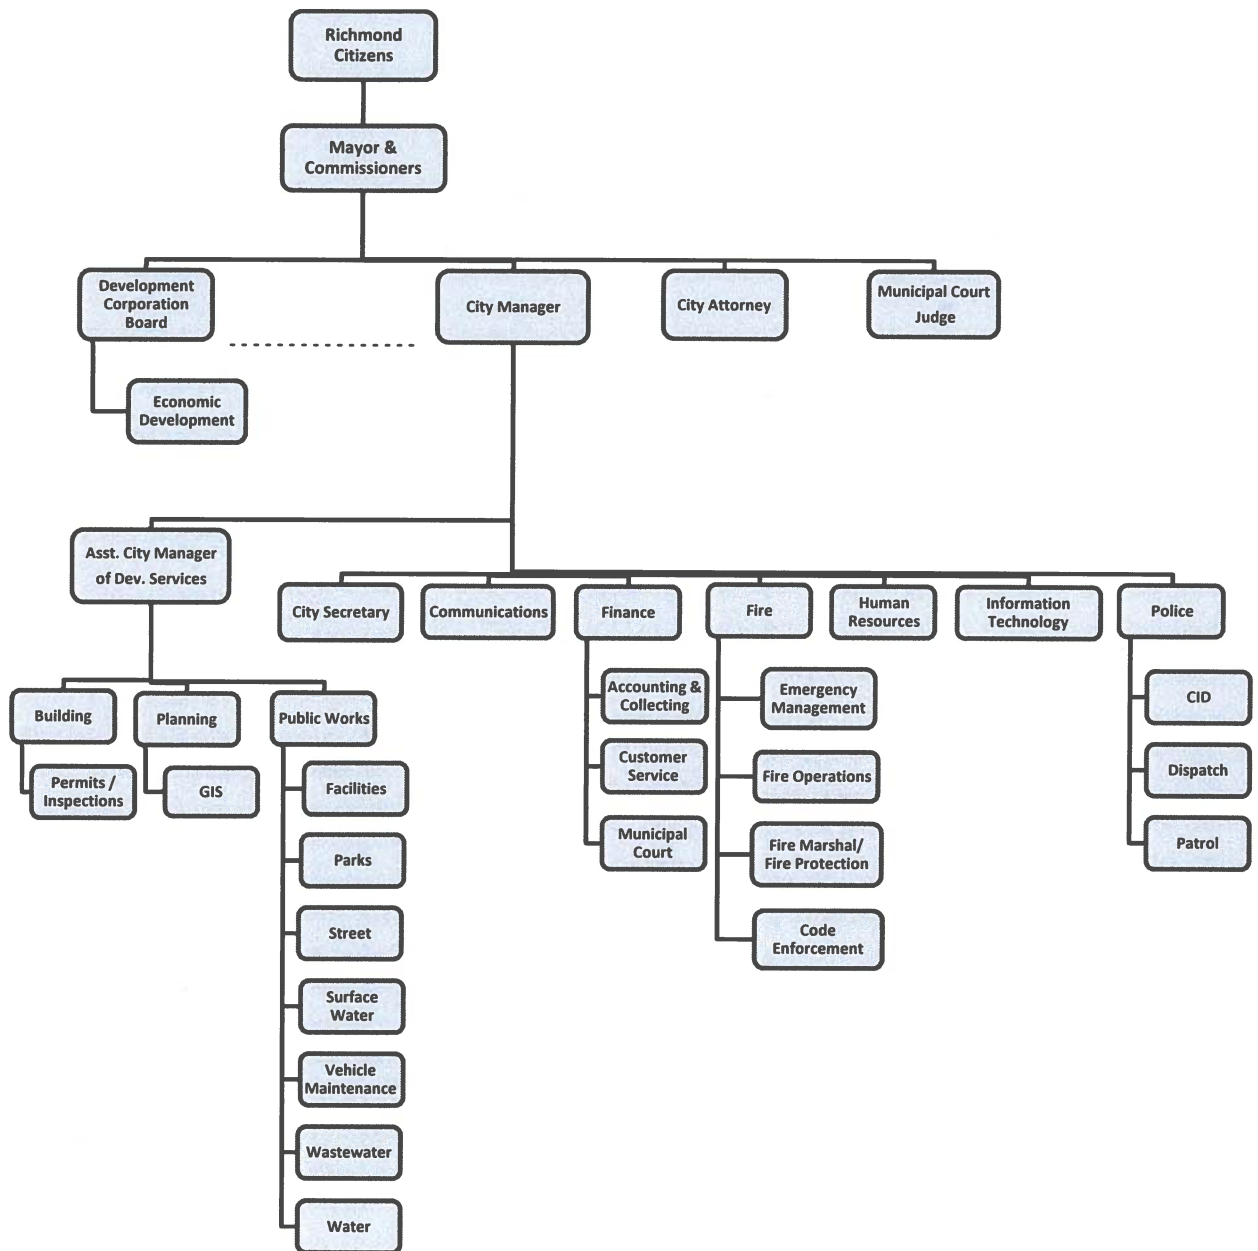 Richmond
Citizens
Mayor &
Commissioners
Development
Corporation
Board
City Manager
City Attorney
Municipal Court
Judge
Economic
Development
Asst. City Manager
of Dev. Services
City Secretary
Communications
Finance
Fire
Human
Resources
Information
Technology
Police
Building
Planning
Public Works
Permits /
Inspections
GIS
Facilities
Parks
Street
Surface
Water
Vehicle
Maintenance
Wastewater
Water
Accounting &
Collecting
Customer
Service
Municipal
Court
Emergency
Management
Fire Operations
Fire Marshal/
Fire Protection
Code
Enforcement
CID
Dispatch
Patrol